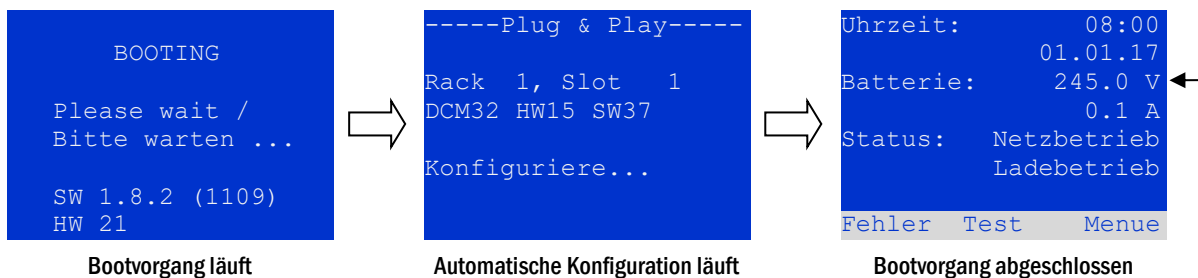 BOOTING
Please wait /
Bitte warten ...
SW 1.8.2 (1109)
HW 21
Bootvorgang läuft
-----Plug & Play-----
Rack 1, Slot 1
DCM32 HW15 SW37
Konfiguriere...
Automatische Konfiguration läuft
Uhrzeit: 08:00
01.01.17
Batterie: 245.0 V
0.1 A
Status: Netzbetrieb
Ladebetrieb
Fehler Test Menue
Bootvorgang abgeschlossen